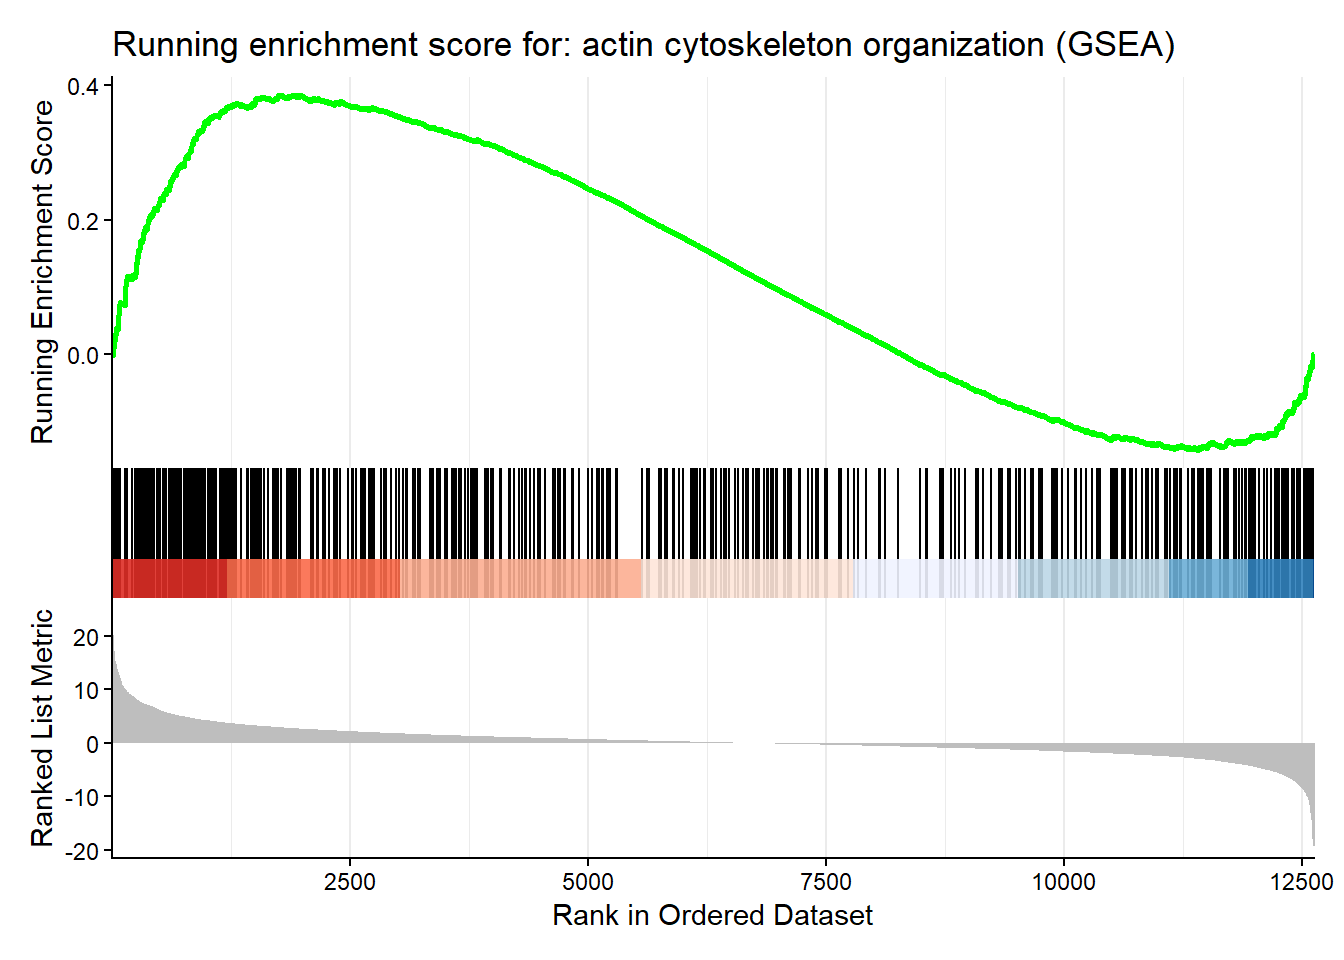 Running enrichment score for: actin cytoskeleton organization (GSEA)
Running Enrichment Score
0.4
0.2
0.0
Ranked List Metric
20
10
0
-10
-20
2500 5000 7500 10000 12500
Rank in Ordered Dataset